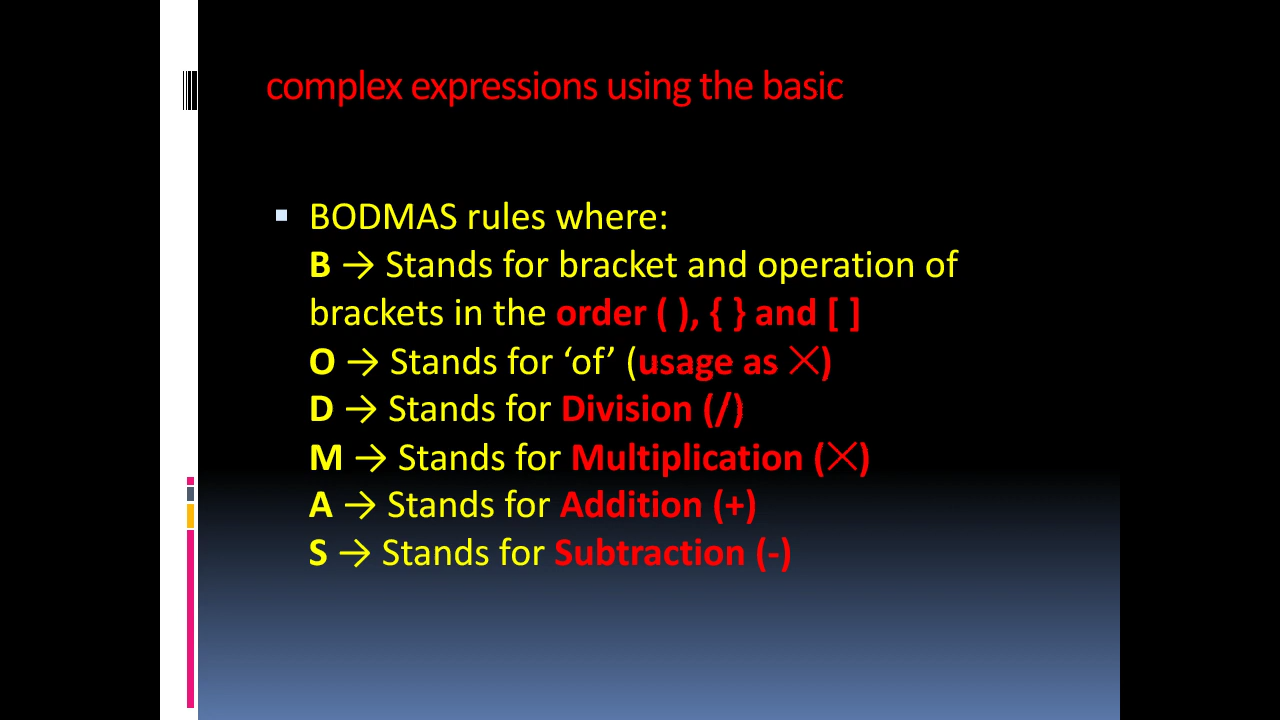 complex expressions using the basic
▪ BODMAS rules where:
B → Stands for bracket and operation of
brackets in the order ( ), { } and [ ]
O → Stands for ‘of’ (usage as ×)
D → Stands for Division (/)
M → Stands for Multiplication (×)
A → Stands for Addition (+)
S → Stands for Subtraction (-)